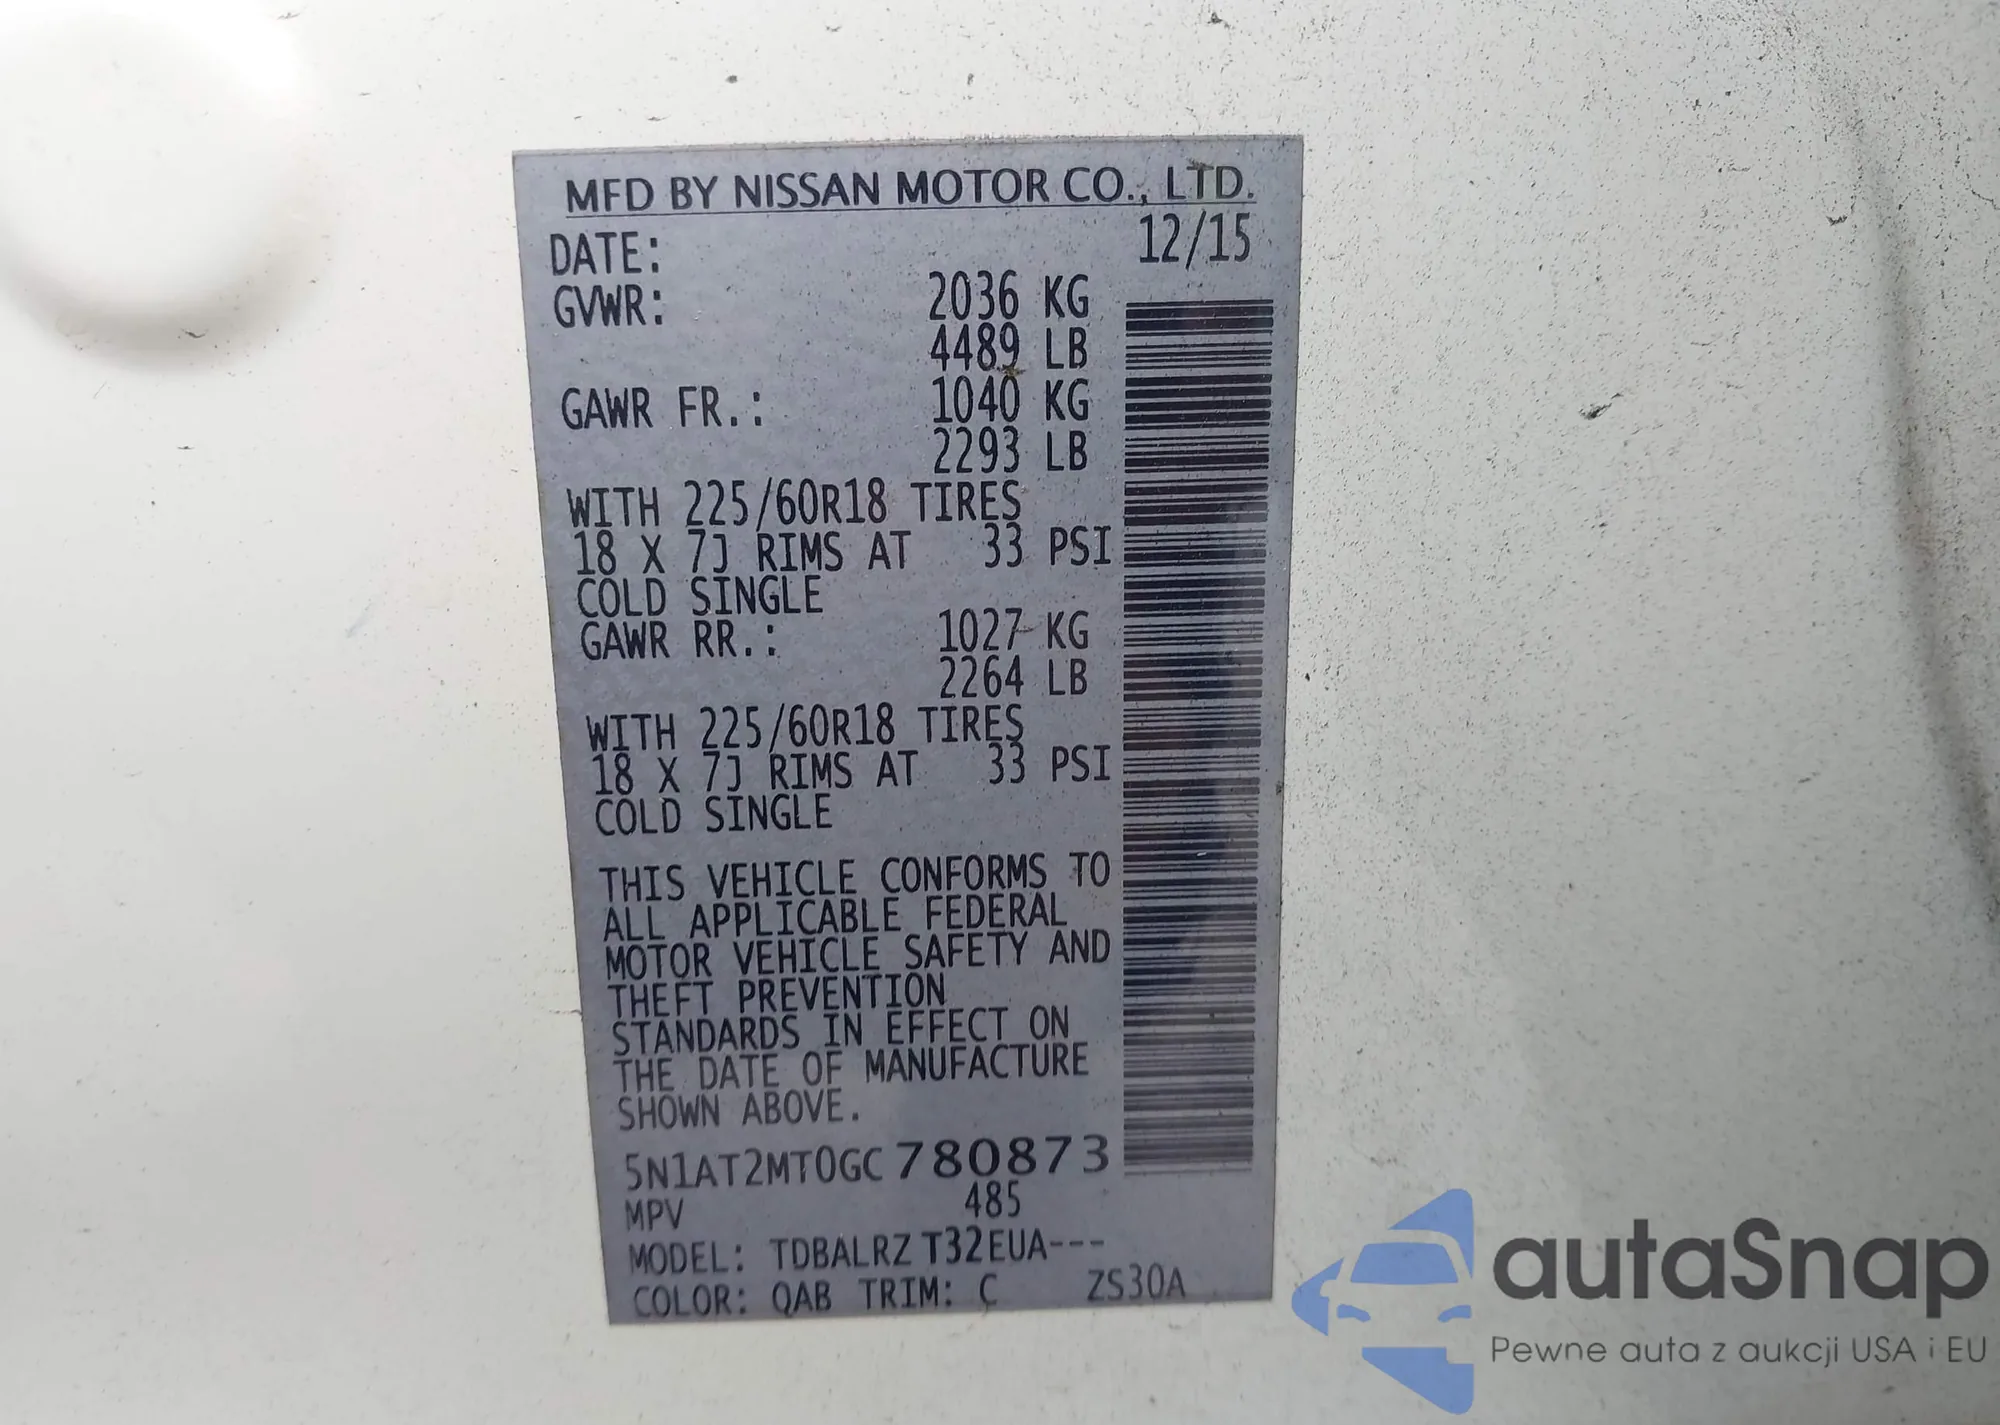 MFD BY NISSAN MOTOR CO., LTD.
DATE: 12/15
GVWR: 2036 KG
4489 LB
GAWR FR.: 1040 KG
2293 LB
WITH 225/60R18 TIRES
18 X 7J RIMS AT 33 PSI
COLD SINGLE
GAWR RR.: 1027 KG
2264 LB
WITH 225/60R18 TIRES
18 X 7J RIMS AT 33 PSI
COLD SINGLE
THIS VEHICLE CONFORMS TO
ALL APPLICABLE FEDERAL
MOTOR VEHICLE SAFETY AND
THEFT PREVENTION
STANDARDS IN EFFECT ON
THE DATE OF MANUFACTURE
SHOWN ABOVE.
5N1AT2MT0GC780873
MPV 485
MODEL: TDBALRZ T32EUA---
COLOR: QAB TRIM: C ZS30A
autaSnap
Pewne auta z aukcji USA i EU